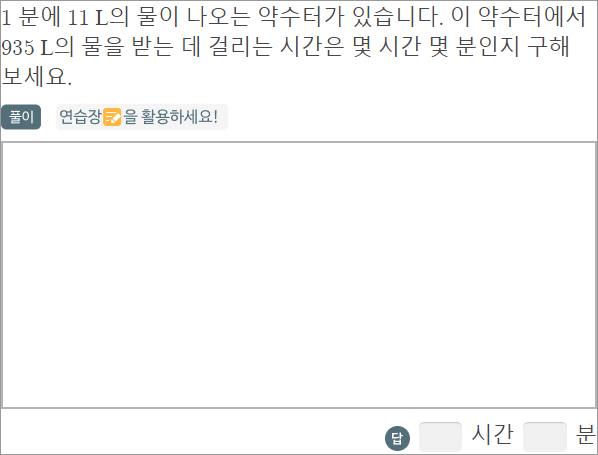 1 분에 11 L의 물이 나오는 약수터가 있습니다. 이 약수터에서
935 L의 물을 받는 데 걸리는 시간은 몇 시간 몇 분인지 구해
보세요.
풀이 연습장을 활용하세요!
답 시간 분